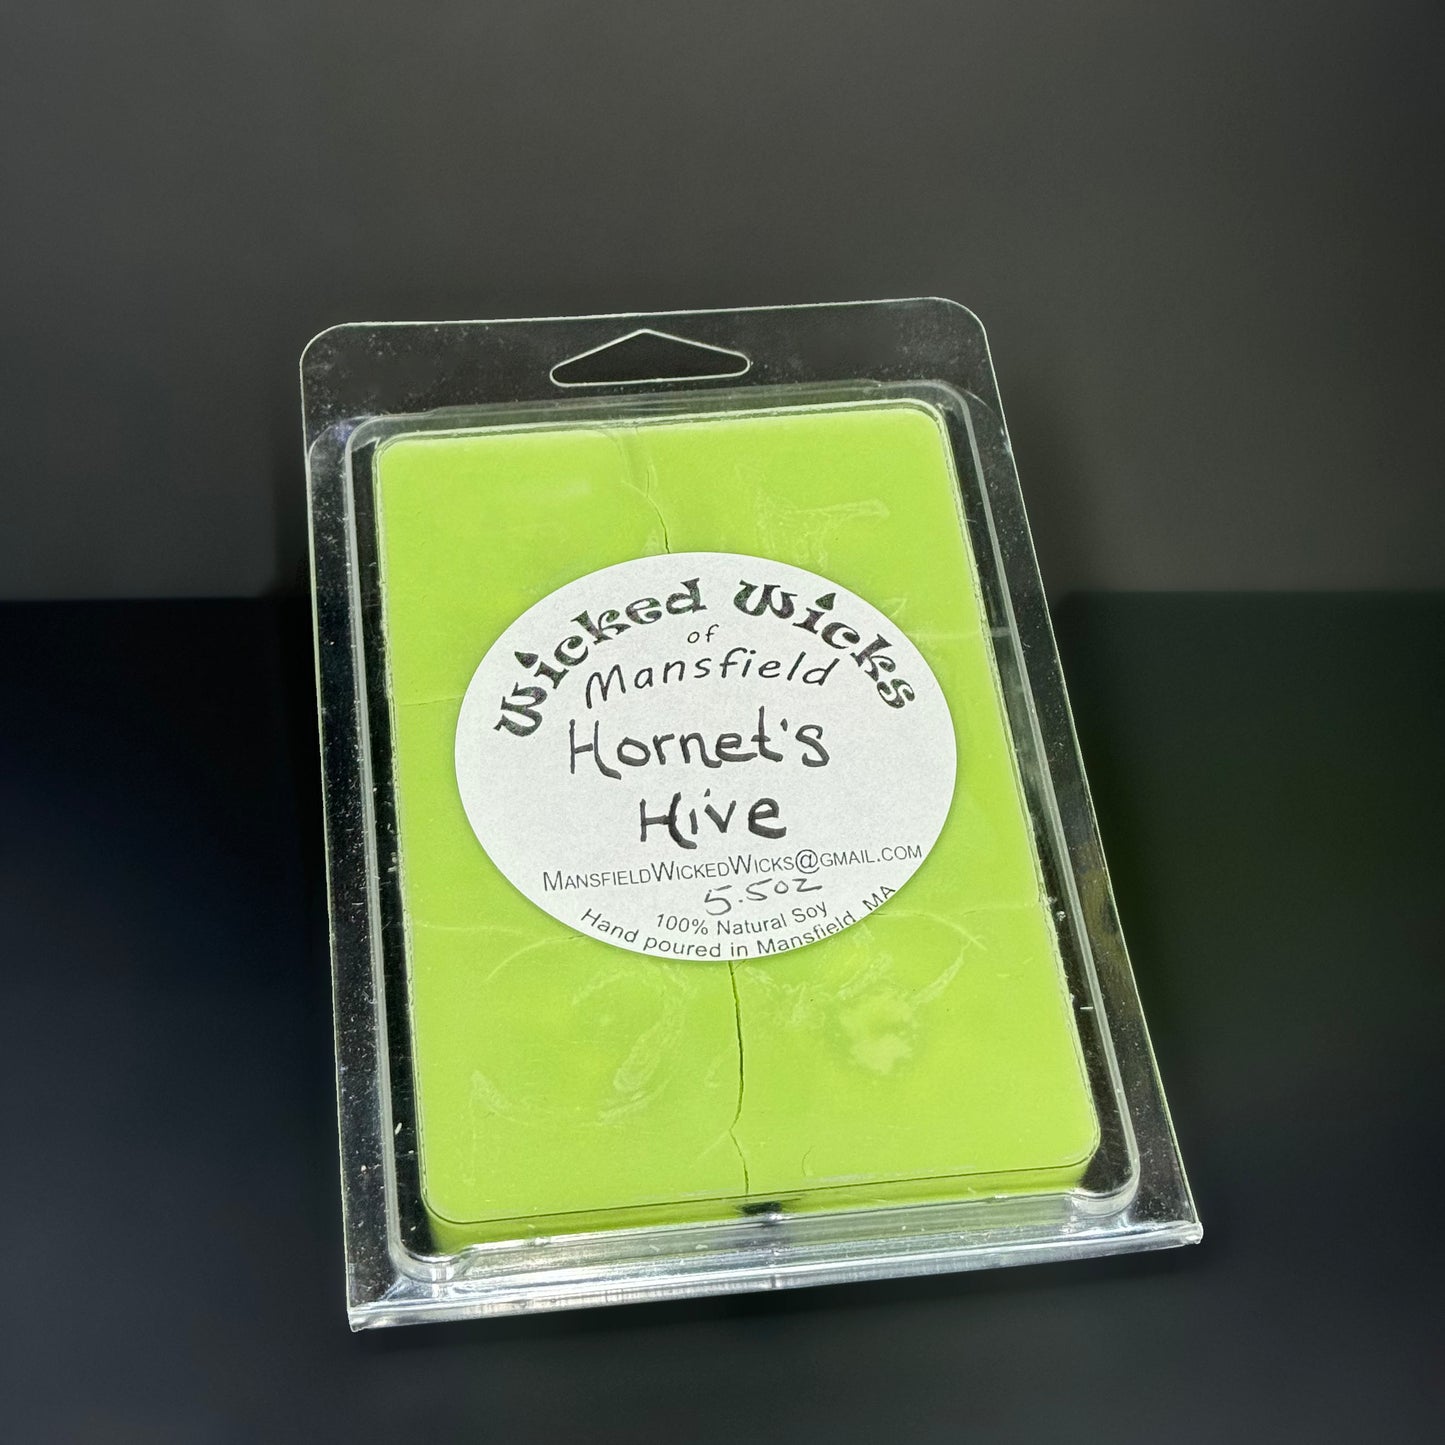 Wicked Wicks
of
Mansfield
Hornet's
Hive
MANSFIELDWICKEDWICKS@GMAIL.COM
5.5oz
100% Natural Soy
Hand poured in Mansfield, MA